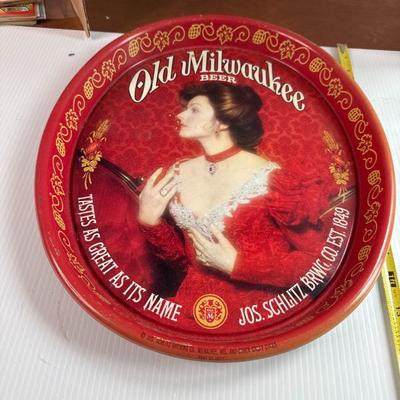 Old Milwaukee
BEER
TASTES AS GREAT AS ITS NAME
JOS. SCHLITZ BRWG. CO. EST. 1849